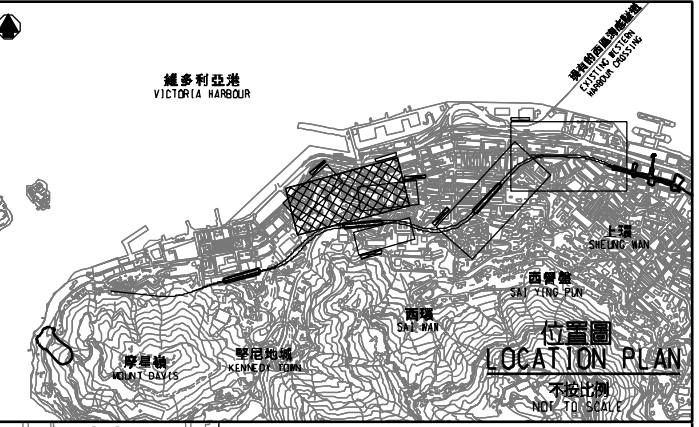 現有的西區海底隧道
EXISTING WESTERN
HARBOUR CROSSING
維多利亞港
VICTORIA HARBOUR
上環
SHEUNG WAN
西營盤
SAI YING PUN
西環
SAI WAN
摩星嶺
MOUNT DAVIS
堅尼地城
KENNEDY TOWN
位置圖
LOCATION PLAN
不按比例
NOT TO SCALE